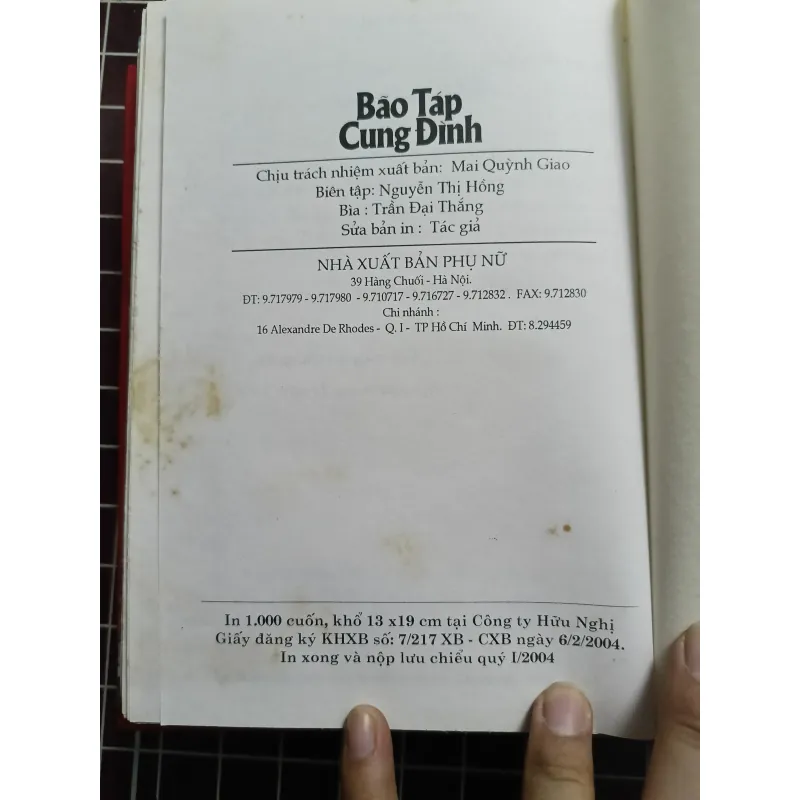 Bão Táp
Cung Đình
Chịu trách nhiệm xuất bản: Mai Quỳnh Giao
Biên tập: Nguyễn Thị Hồng
Bìa : Trần Đại Thắng
Sửa bản in : Tác giả
NHÀ XUẤT BẢN PHỤ NỮ
39 Hàng Chuối - Hà Nội.
ĐT: 9.717979 - 9.717980 - 9.710717 - 9.716727 - 9.712832 . FAX: 9.712830
Chi nhánh :
16 Alexandre De Rhodes - Q. I - TP Hồ Chí Minh. ĐT: 8.294459
In 1.000 cuốn, khổ 13 x19 cm tại Công ty Hữu Nghị
Giấy đăng ký KHXB số: 7/217 XB - CXB ngày 6/2/2004.
In xong và nộp lưu chiểu quý I/2004